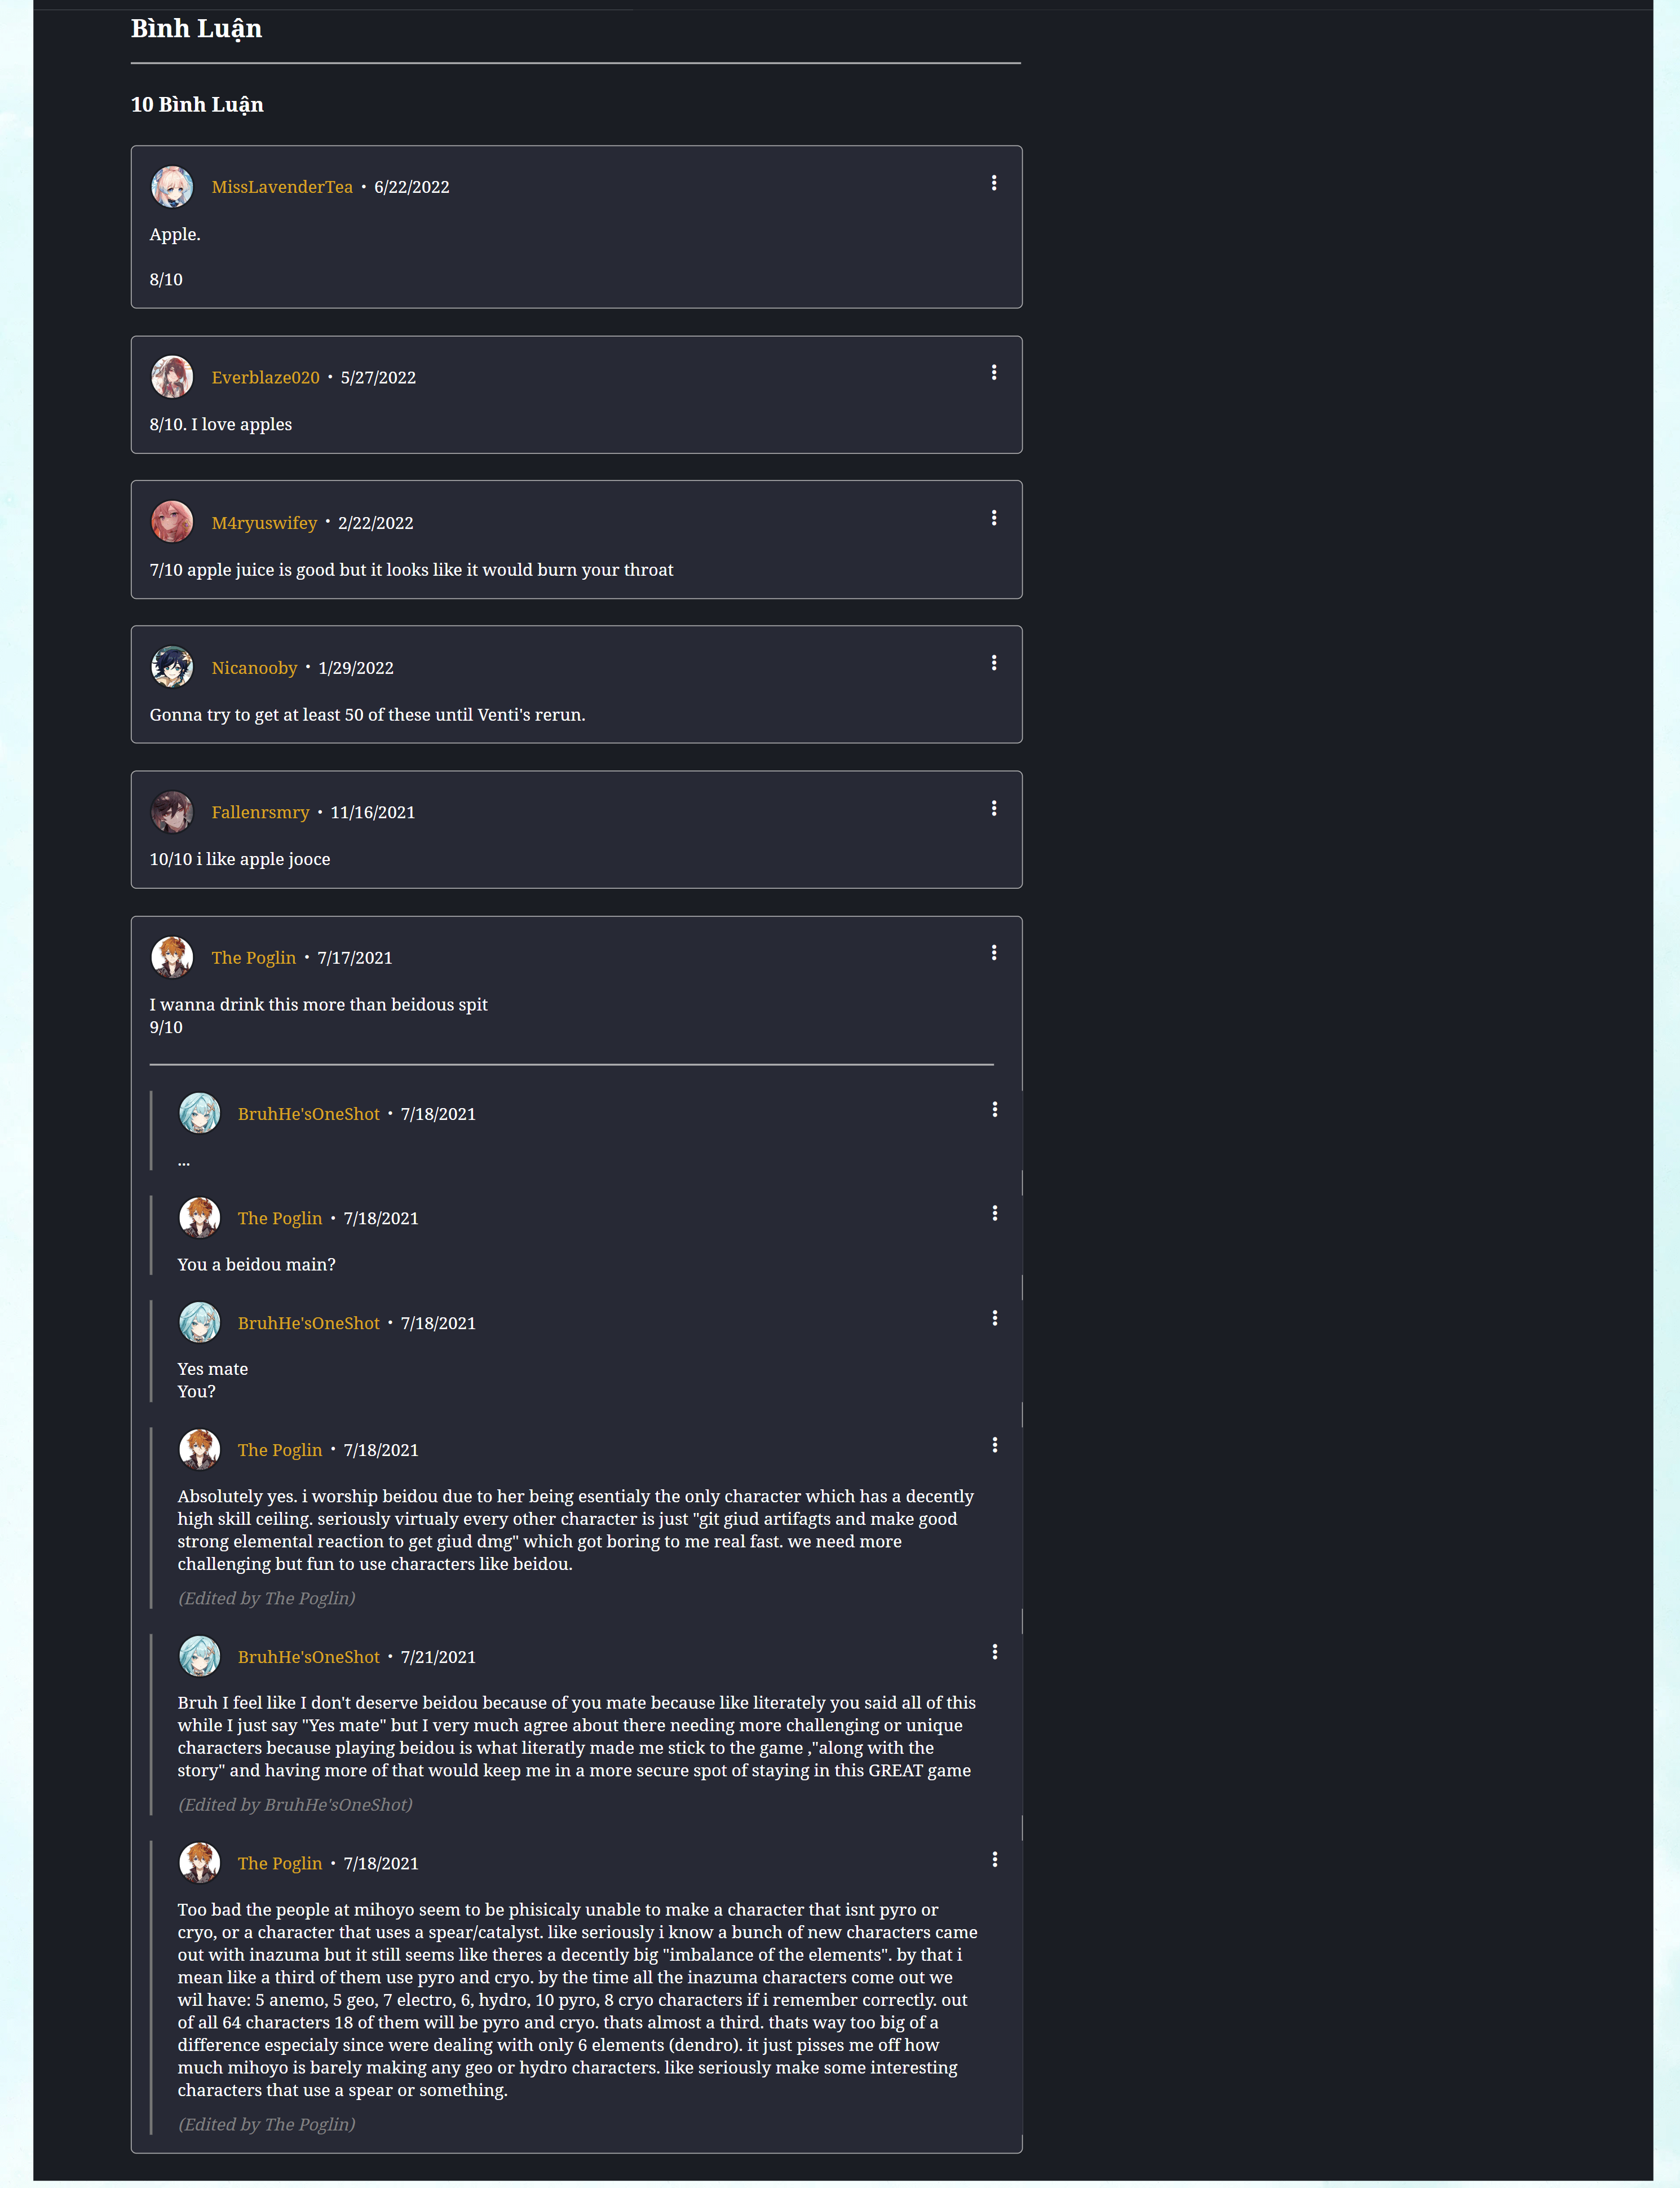 Bình Luận
10 Bình Luận
MissLavenderTea • 6/22/2022
Apple.
8/10
Everblaze020 • 5/27/2022
8/10. I love apples
M4ryuswifey • 2/22/2022
7/10 apple juice is good but it looks like it would burn your throat
Nicanooby • 1/29/2022
Gonna try to get at least 50 of these until Venti's rerun.
Fallenrsmry • 11/16/2021
10/10 i like apple jooce
The Poglin • 7/17/2021
I wanna drink this more than beidous spit
9/10
BruhHe'sOneShot • 7/18/2021
...
The Poglin • 7/18/2021
You a beidou main?
BruhHe'sOneShot • 7/18/2021
Yes mate
You?
The Poglin • 7/18/2021
Absolutely yes. i worship beidou due to her being esentialy the only character which has a decently
high skill ceiling. seriously virtualy every other character is just "git giud artifagts and make good
strong elemental reaction to get giud dmg" which got boring to me real fast. we need more
challenging but fun to use characters like beidou.
(Edited by The Poglin)
BruhHe'sOneShot • 7/21/2021
Bruh I feel like I don't deserve beidou because of you mate because like literately you said all of this
while I just say "Yes mate" but I very much agree about there needing more challenging or unique
characters because playing beidou is what literatly made me stick to the game ,"along with the
story" and having more of that would keep me in a more secure spot of staying in this GREAT game
(Edited by BruhHe'sOneShot)
The Poglin • 7/18/2021
Too bad the people at mihoyo seem to be phisicaly unable to make a character that isnt pyro or
cryo, or a character that uses a spear/catalyst. like seriously i know a bunch of new characters came
out with inazuma but it still seems like theres a decently big "imbalance of the elements". by that i
mean like a third of them use pyro and cryo. by the time all the inazuma characters come out we
wil have: 5 anemo, 5 geo, 7 electro, 6, hydro, 10 pyro, 8 cryo characters if i remember correctly. out
of all 64 characters 18 of them will be pyro and cryo. thats almost a third. thats way too big of a
difference especialy since were dealing with only 6 elements (dendro). it just pisses me off how
much mihoyo is barely making any geo or hydro characters. like seriously make some interesting
characters that use a spear or something.
(Edited by The Poglin)